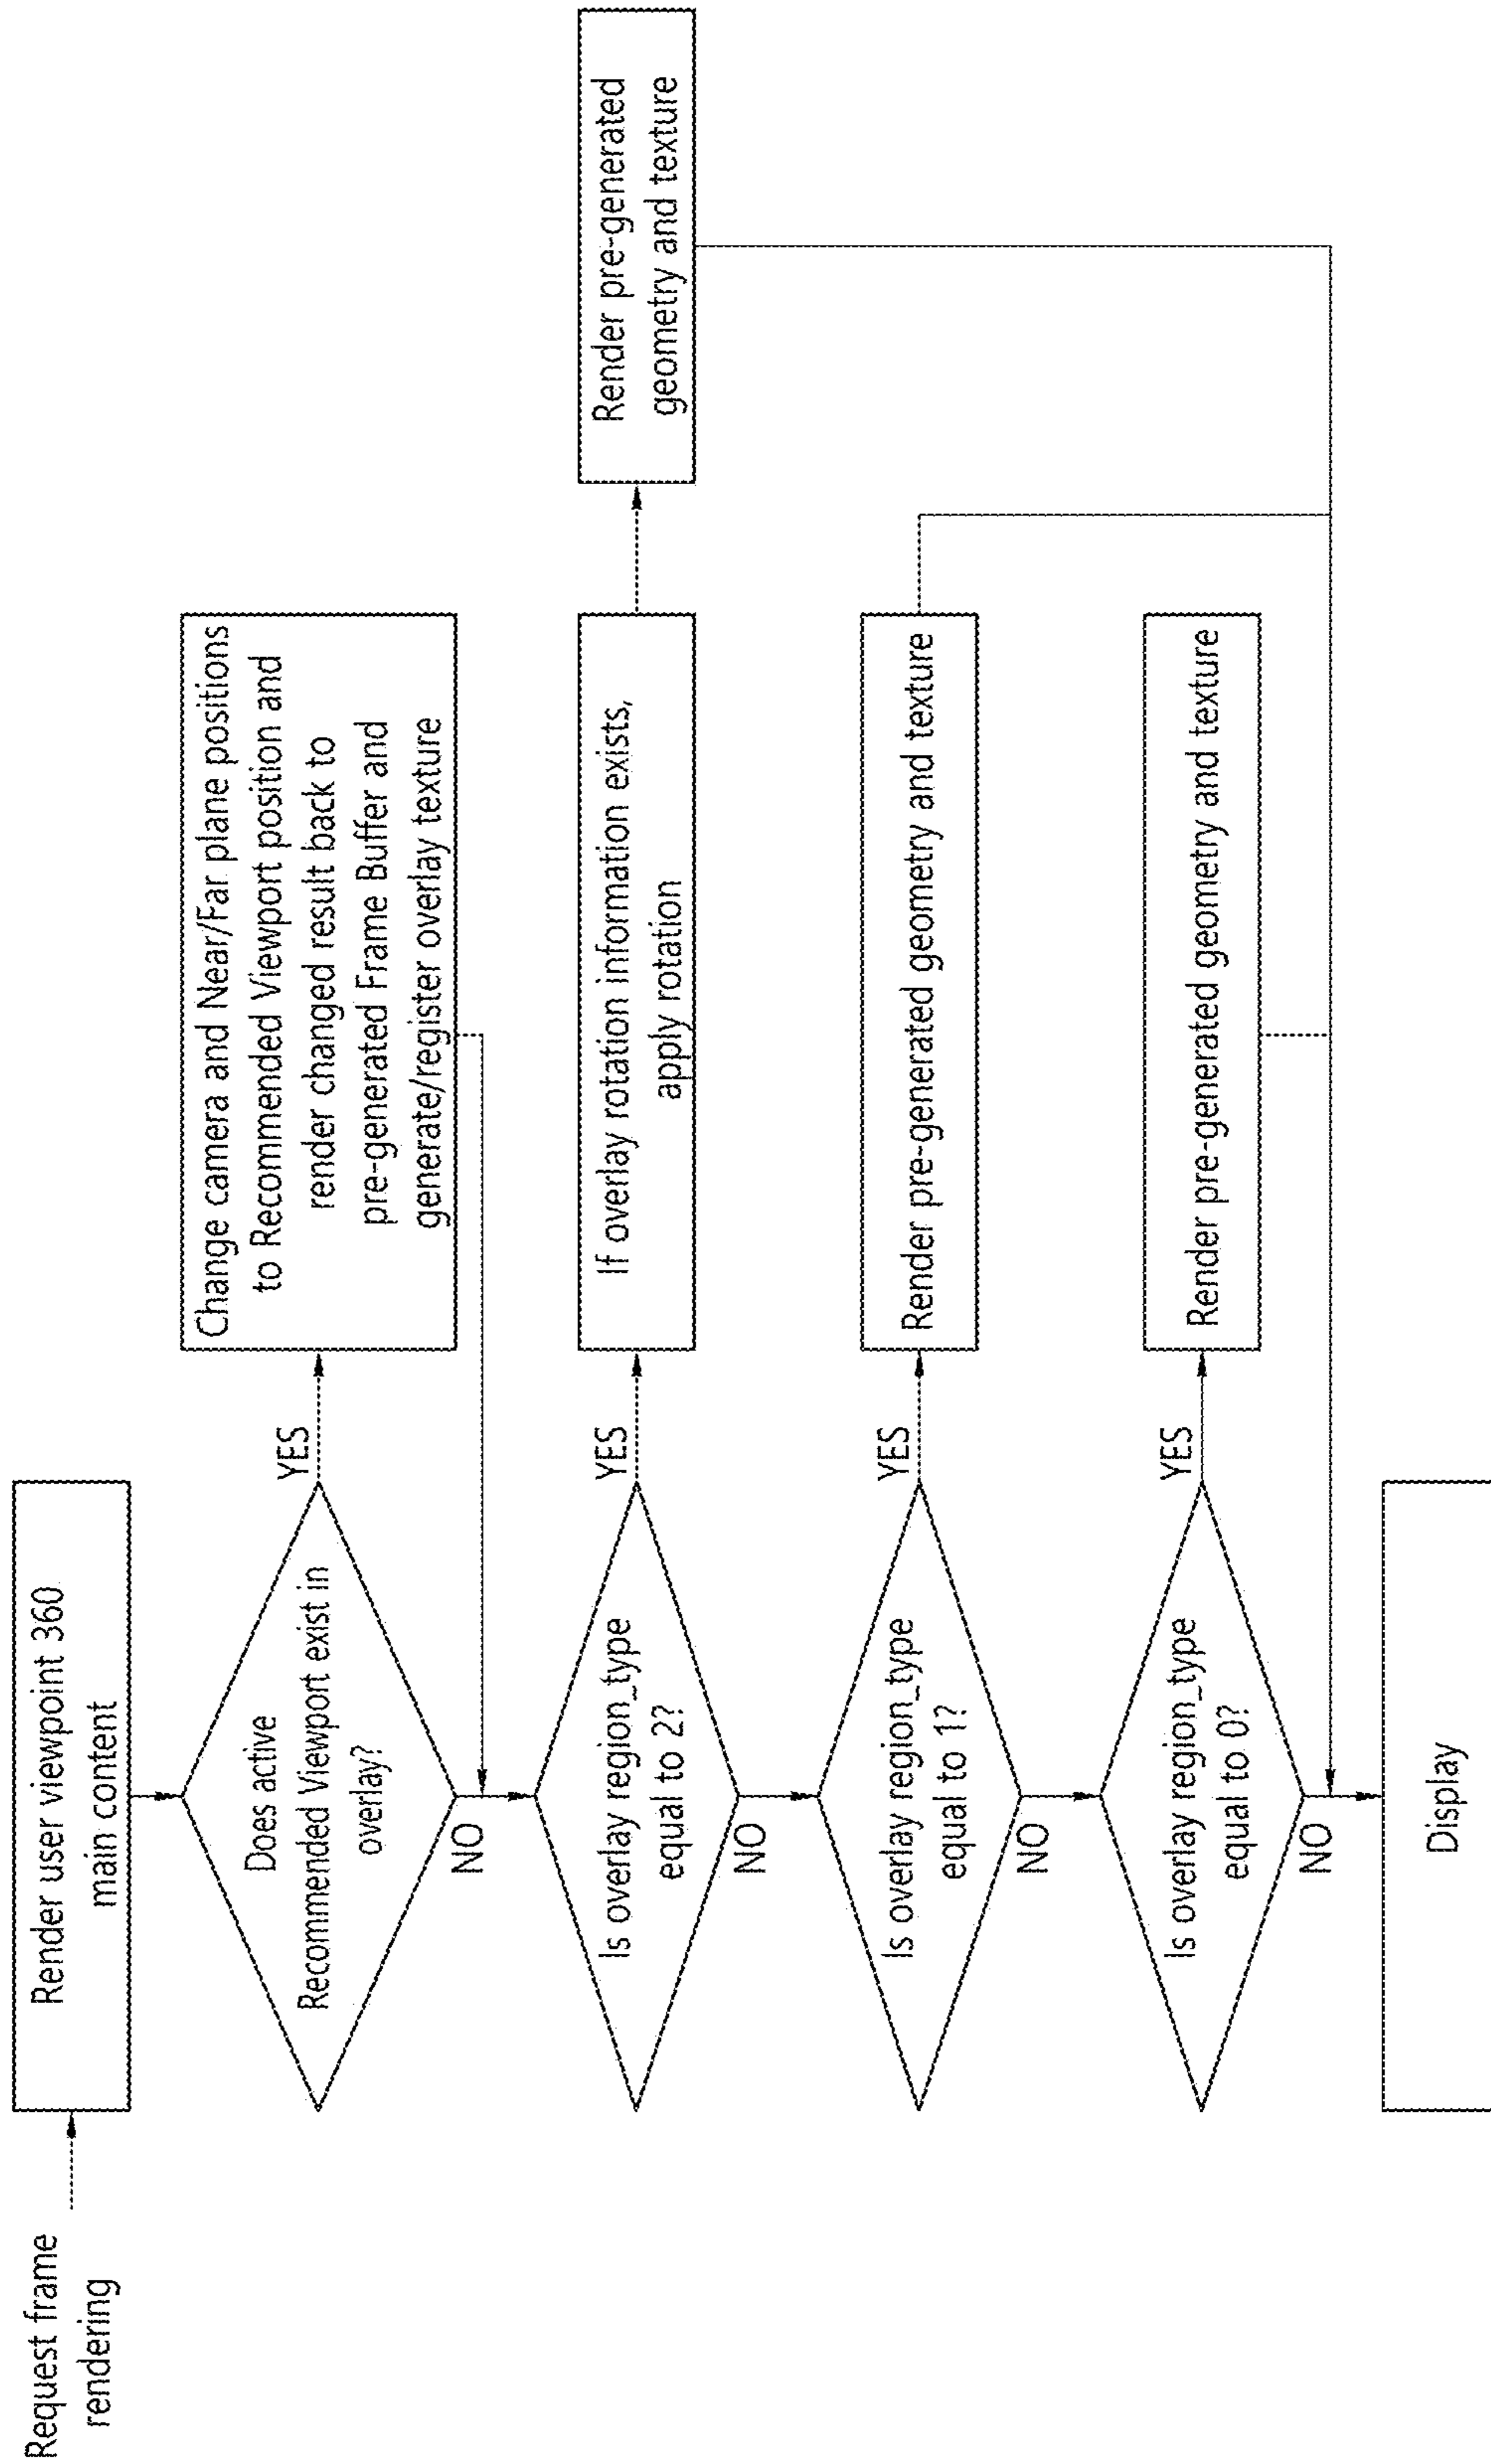 Request frame
rendering
Render user viewpoint 360
main content
Does active
Recommended Viewport exist in
overlay?
YES
Change camera and Near/Far plane positions
to Recommended Viewport position and
render changed result back to
pre-generated Frame Buffer and
generate/register overlay texture
NO
Is overlay region_type
equal to 2?
YES
If overlay rotation information exists,
apply rotation
Render pre-generated
geometry and texture
NO
Is overlay region_type
equal to 1?
YES
Render pre-generated geometry and texture
NO
Is overlay region_type
equal to 0?
YES
Render pre-generated geometry and texture
NO
Display